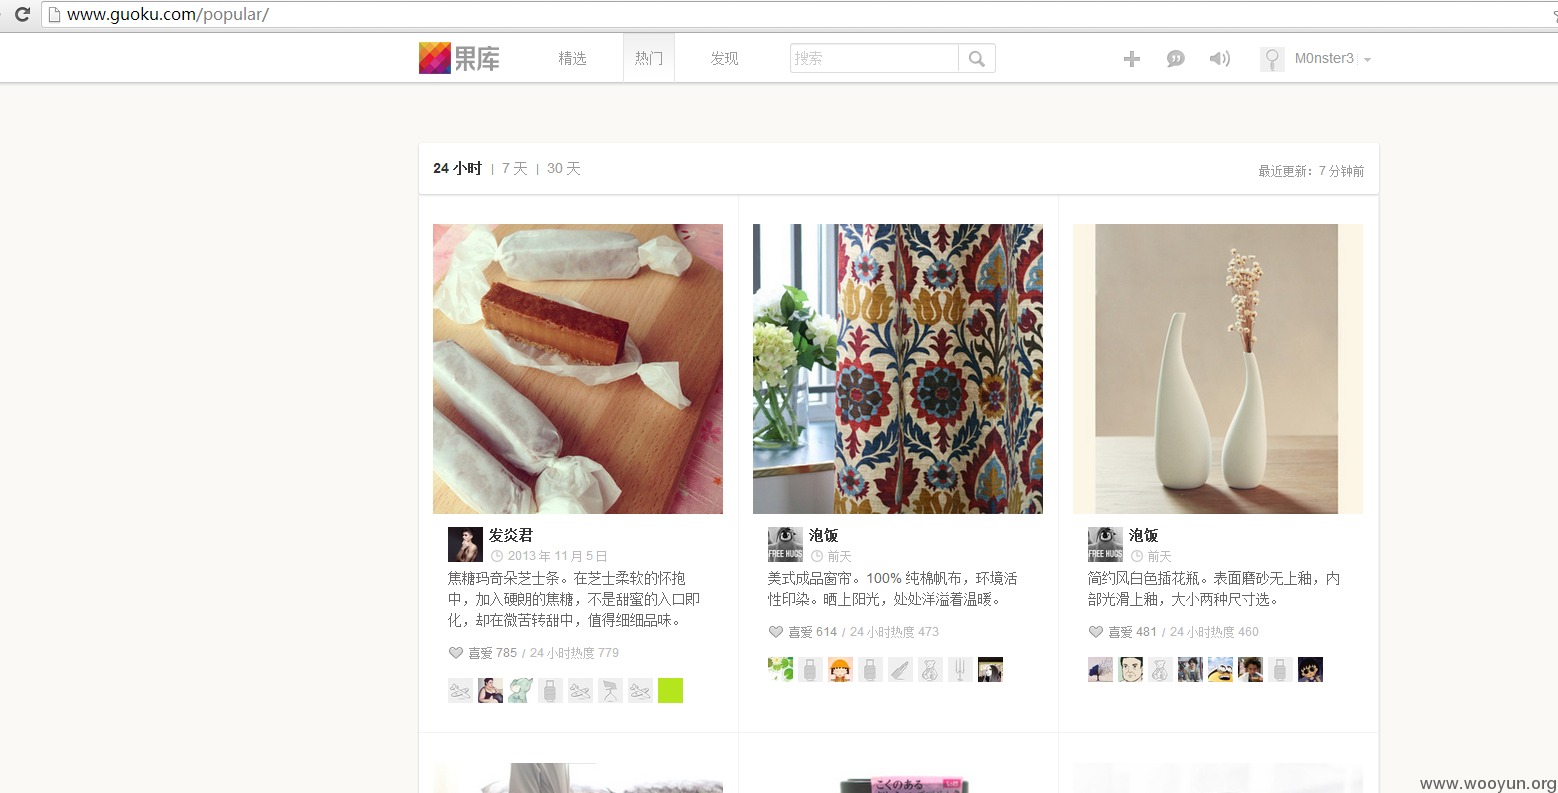 www.guoku.com/popular/
果库
精选
热门
发现
搜索
M0nster3
24 小时 | 7 天 | 30 天
最近更新：7 分钟前
发炎君
2013 年 11 月 5 日
焦糖玛奇朵芝士条。在芝士柔软的怀抱
中，加入硬朗的焦糖，不是甜蜜的入口即
化，却在微苦转甜中，值得细细品味。
喜爱 785 / 24 小时热度 779
泡饭
前天
美式成品窗帘。100% 纯棉帆布，环境活
性印染。晒上阳光，处处洋溢着温暖。
喜爱 614 / 24 小时热度 473
泡饭
前天
简约风白色插花瓶。表面磨砂无上釉，内
部光滑上釉，大小两种尺寸选。
喜爱 481 / 24 小时热度 460
FREE HUGS
FREE HUGS
こくのある
www.wooyun.org